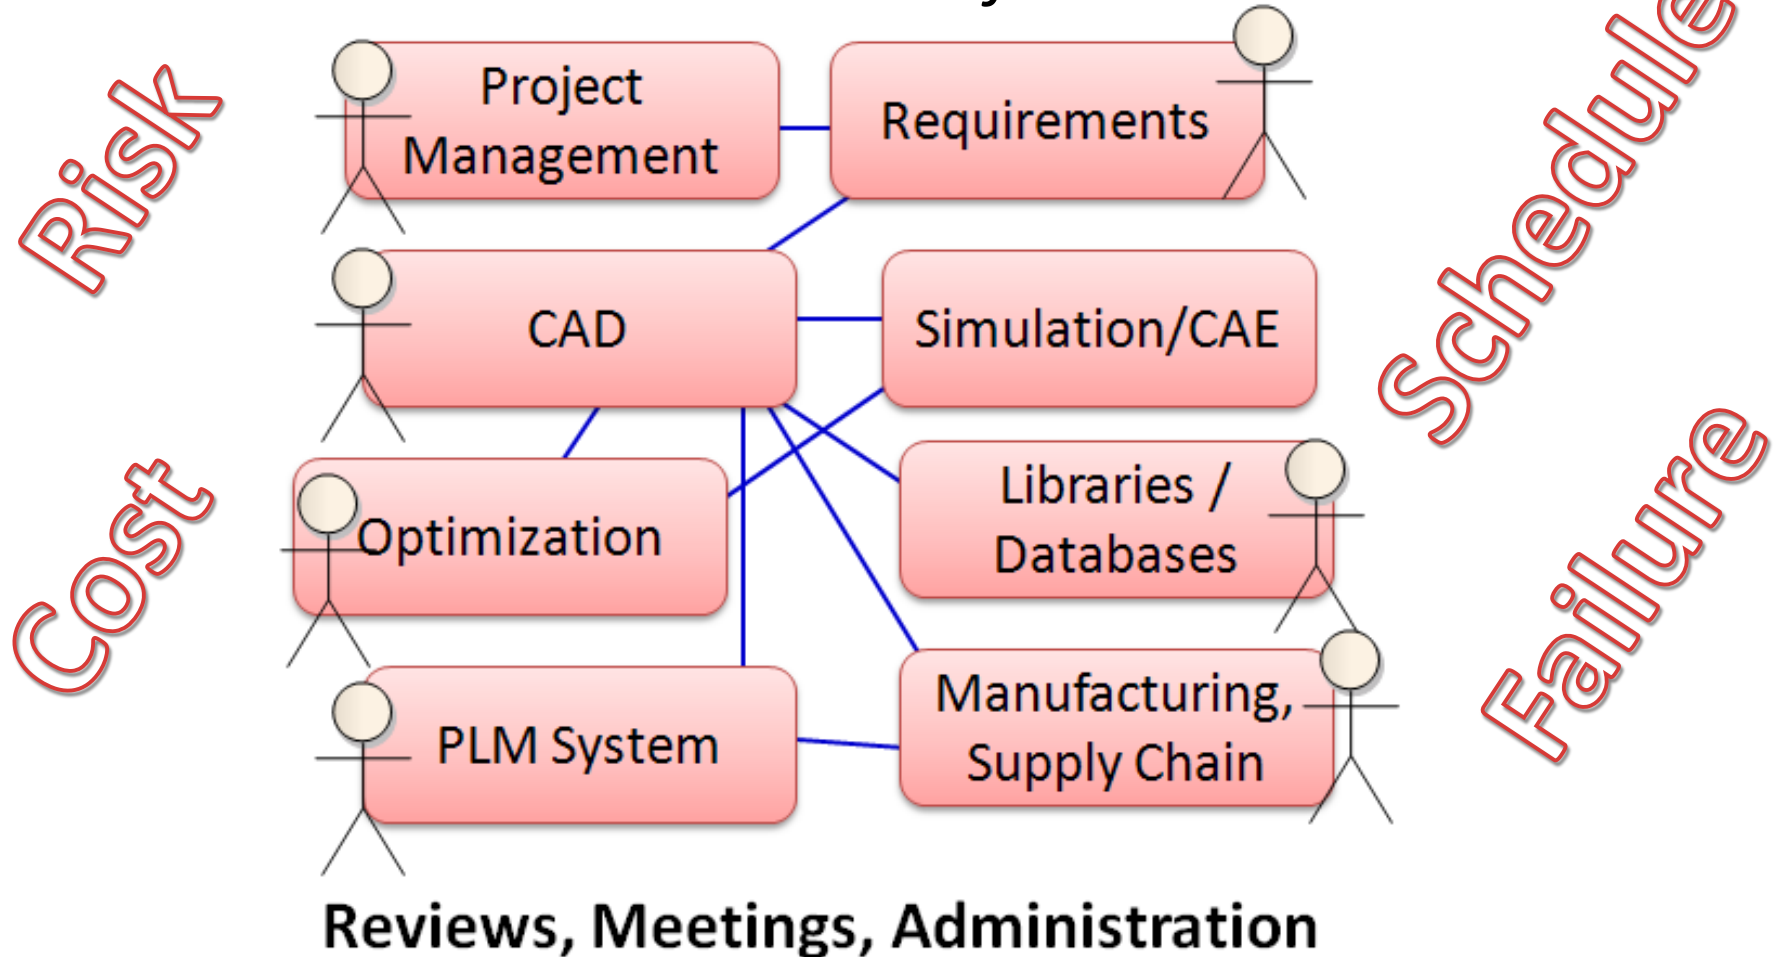 Risk
Project
Management
Requirements
Schedule
CAD
Simulation/CAE
Cost
Optimization
Libraries /
Databases
Failure
PLM System
Manufacturing,
Supply Chain
Reviews, Meetings, Administration